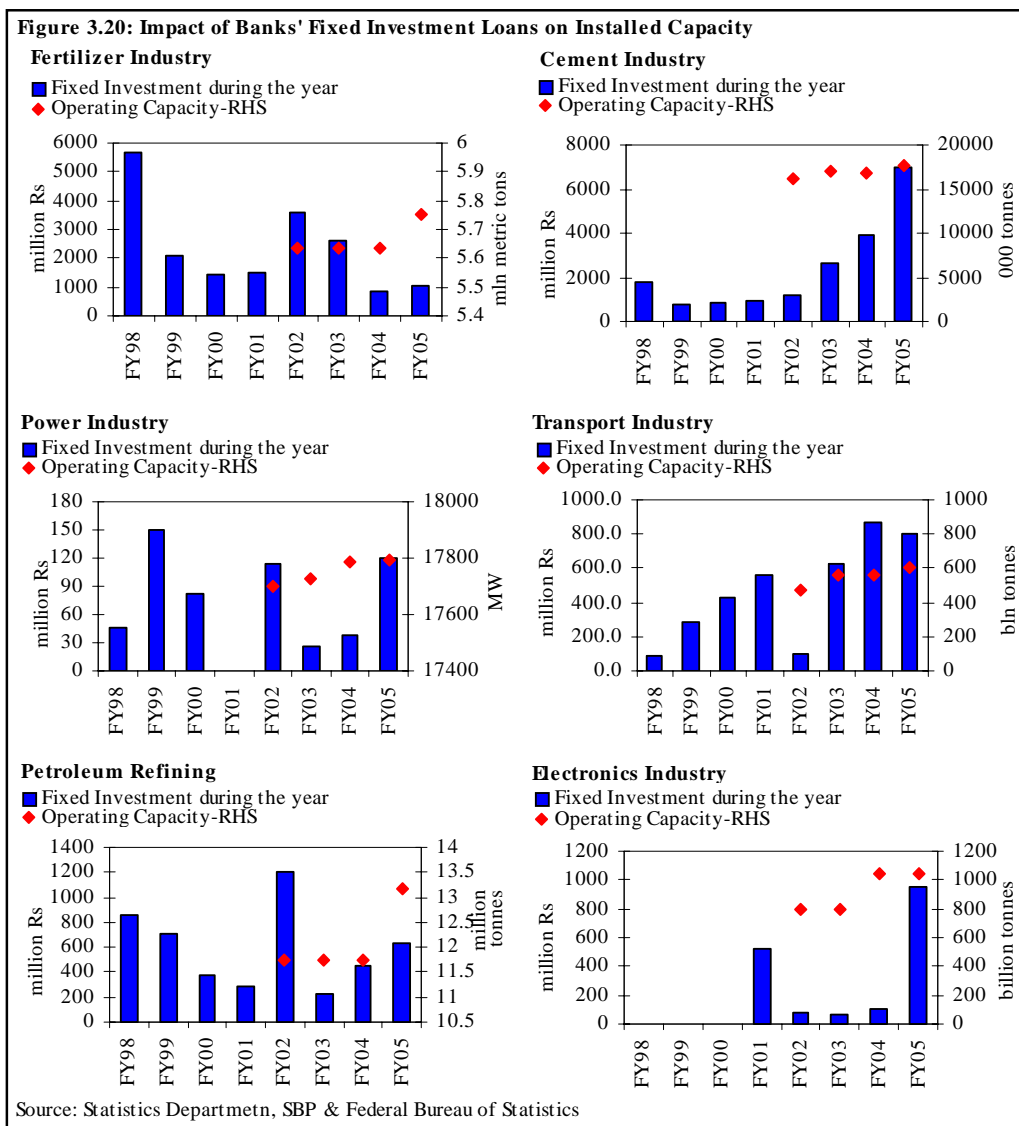 Figure 3.20: Impact of Banks' Fixed Investment Loans on Installed Capacity
Fertilizer Industry
Fixed Investment during the year
Operating Capacity-RHS
million Rs
6000
5000
4000
3000
2000
1000
0
6
5.9
5.8
5.7
5.6
5.5
5.4
mln metric tons
FY98 FY99 FY00 FY01 FY02 FY03 FY04 FY05
Cement Industry
Fixed Investment during the year
Operating Capacity-RHS
million Rs
8000
6000
4000
2000
0
20000
15000
10000
5000
0
000 tonnes
FY98 FY99 FY00 FY01 FY02 FY03 FY04 FY05
Power Industry
Fixed Investment during the year
Operating Capacity-RHS
million Rs
180
150
120
90
60
30
0
18000
17800
17600
17400
MW
FY98 FY99 FY00 FY01 FY02 FY03 FY04 FY05
Transport Industry
Fixed Investment during the year
Operating Capacity-RHS
million Rs
1000.0
800.0
600.0
400.0
200.0
0.0
1000
800
600
400
200
0
bln tonnes
FY98 FY99 FY00 FY01 FY02 FY03 FY04 FY05
Petroleum Refining
Fixed Investment during the year
Operating Capacity-RHS
million Rs
1400
1200
1000
800
600
400
200
0
14
13.5
13
12.5
12
11.5
11
10.5
million
tonnes
FY98 FY99 FY00 FY01 FY02 FY03 FY04 FY05
Electronics Industry
Fixed Investment during the year
Operating Capacity-RHS
million Rs
1200
1000
800
600
400
200
0
1200
1000
800
600
400
200
0
billion tonnes
FY98 FY99 FY00 FY01 FY02 FY03 FY04 FY05
Source: Statistics Departmetn, SBP & Federal Bureau of Statistics